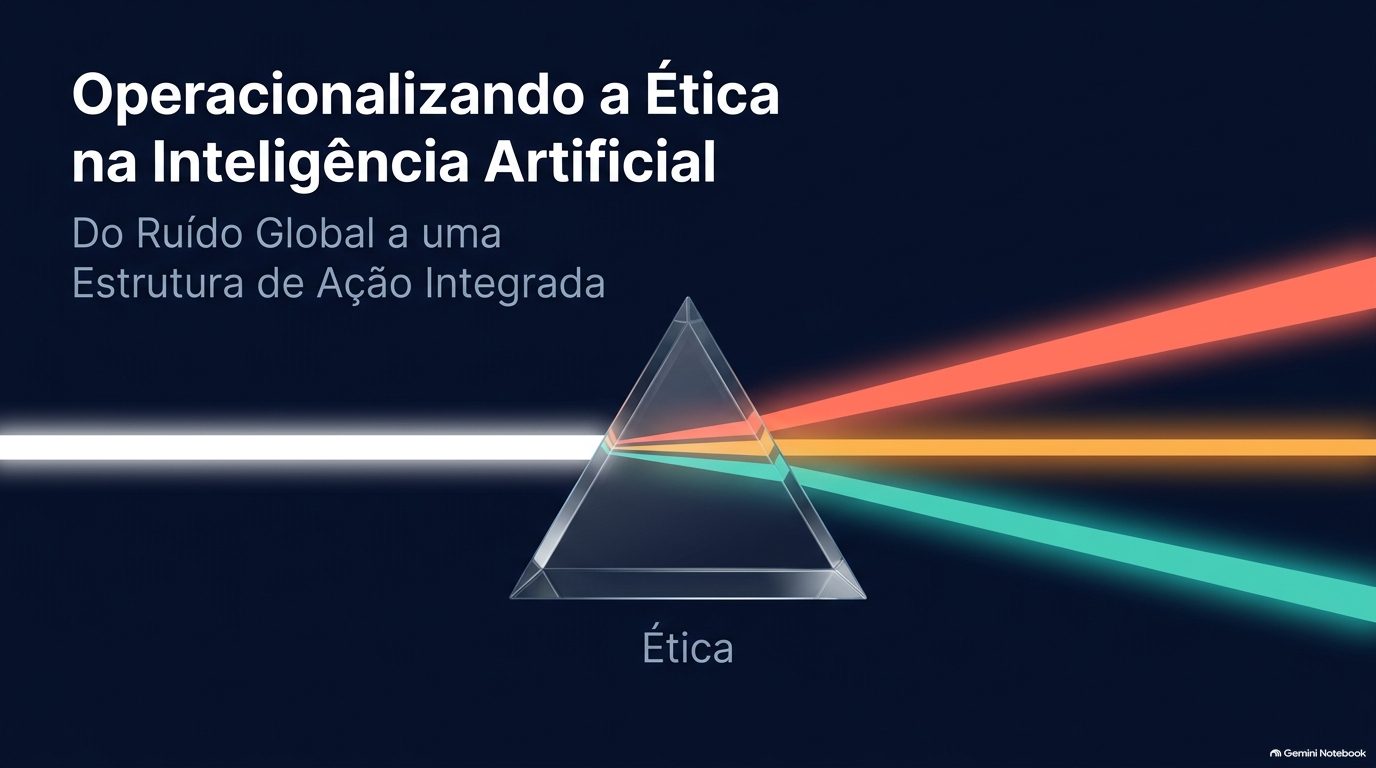 Operacionalizando a Ética
na Inteligência Artificial
Do Ruído Global a uma
Estrutura de Ação Integrada
Ética
Gemini Notebook